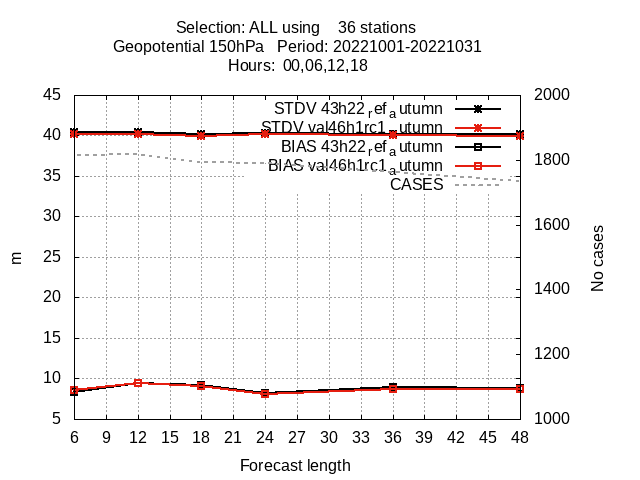 Selection: ALL using    36 stations
Geopotential 150hPa   Period: 20221001-20221031
Hours:  00,06,12,18
STDV 43h22_ref_autumn
STDV val46h1rc1_autumn
BIAS 43h22_ref_autumn
BIAS val46h1rc1_autumn
CASES
45
40
35
30
25
20
15
10
5
m
2000
1800
1600
1400
1200
1000
No cases
6 9 12 15 18 21 24 27 30 33 36 39 42 45 48
Forecast length